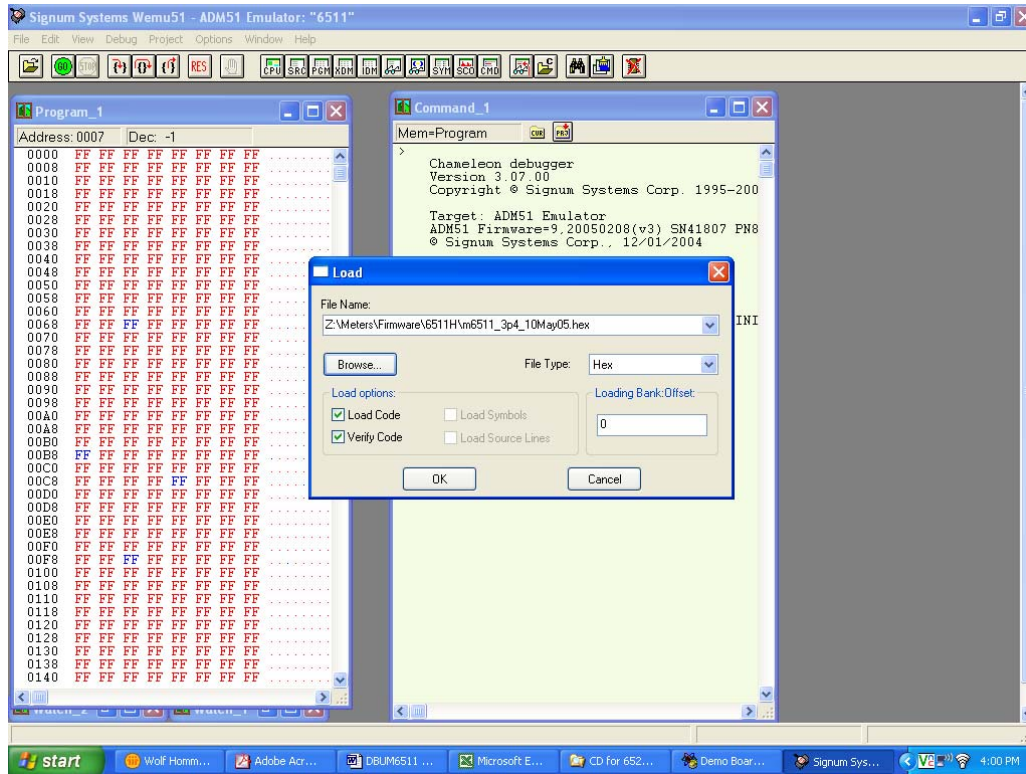 Signum Systems Wemu51 - ADM51 Emulator: "6511"
File Edit View Debug Project Options Window Help
GO STOP RES CPU SRC PGM XDM IDM SYM SCO CMD
Program_1
Address: 0007 Dec: -1
0000 FF FF FF FF FF FF FF FF ........
0008 FF FF FF FF FF FF FF FF ........
0010 FF FF FF FF FF FF FF FF ........
0018 FF FF FF FF FF FF FF FF ........
0020 FF FF FF FF FF FF FF FF ........
0028 FF FF FF FF FF FF FF FF ........
0030 FF FF FF FF FF FF FF FF ........
0038 FF FF FF FF FF FF FF FF ........
0040 FF FF FF FF FF FF FF FF ........
0048 FF FF FF FF FF FF FF FF ........
0050 FF FF FF FF FF FF FF FF ........
0058 FF FF FF FF FF FF FF FF ........
0060 FF FF FF FF FF FF FF FF ........
0068 FF FF FF FF FF FF FF FF ........
0070 FF FF FF FF FF FF FF FF ........
0078 FF FF FF FF FF FF FF FF ........
0080 FF FF FF FF FF FF FF FF ........
0088 FF FF FF FF FF FF FF FF ........
0090 FF FF FF FF FF FF FF FF ........
0098 FF FF FF FF FF FF FF FF ........
00A0 FF FF FF FF FF FF FF FF ........
00A8 FF FF FF FF FF FF FF FF ........
00B0 FF FF FF FF FF FF FF FF ........
00B8 FF FF FF FF FF FF FF FF ........
00C0 FF FF FF FF FF FF FF FF ........
00C8 FF FF FF FF FF FF FF FF ........
00D0 FF FF FF FF FF FF FF FF ........
00D8 FF FF FF FF FF FF FF FF ........
00E0 FF FF FF FF FF FF FF FF ........
00E8 FF FF FF FF FF FF FF FF ........
00F0 FF FF FF FF FF FF FF FF ........
00F8 FF FF FF FF FF FF FF FF ........
0100 FF FF FF FF FF FF FF FF ........
0108 FF FF FF FF FF FF FF FF ........
0110 FF FF FF FF FF FF FF FF ........
0118 FF FF FF FF FF FF FF FF ........
0120 FF FF FF FF FF FF FF FF ........
0128 FF FF FF FF FF FF FF FF ........
0130 FF FF FF FF FF FF FF FF ........
0138 FF FF FF FF FF FF FF FF ........
0140 FF FF FF FF FF FF FF FF ........
Watch_2 Watch_1
Command_1
Mem=Program CUR PRJ
>
Chameleon debugger
Version 3.07.00
Copyright © Signum Systems Corp. 1995-200
Target: ADM51 Emulator
ADM51 Firmware=9,20050208(v3) SN41807 PN8
© Signum Systems Corp., 12/01/2004
INI
Load
File Name:
Z:\Meters\Firmware\6511H\m6511_3p4_10May05.hex
Browse... File Type: Hex
Load options: Loading Bank:Offset:
Load Code Load Symbols
0
Verify Code Load Source Lines
OK Cancel
start Wolf Homm... Adobe Acr... DBUM6511 ... Microsoft E... CD for 652... Demo Boar... Signum Sys... 4:00 PM